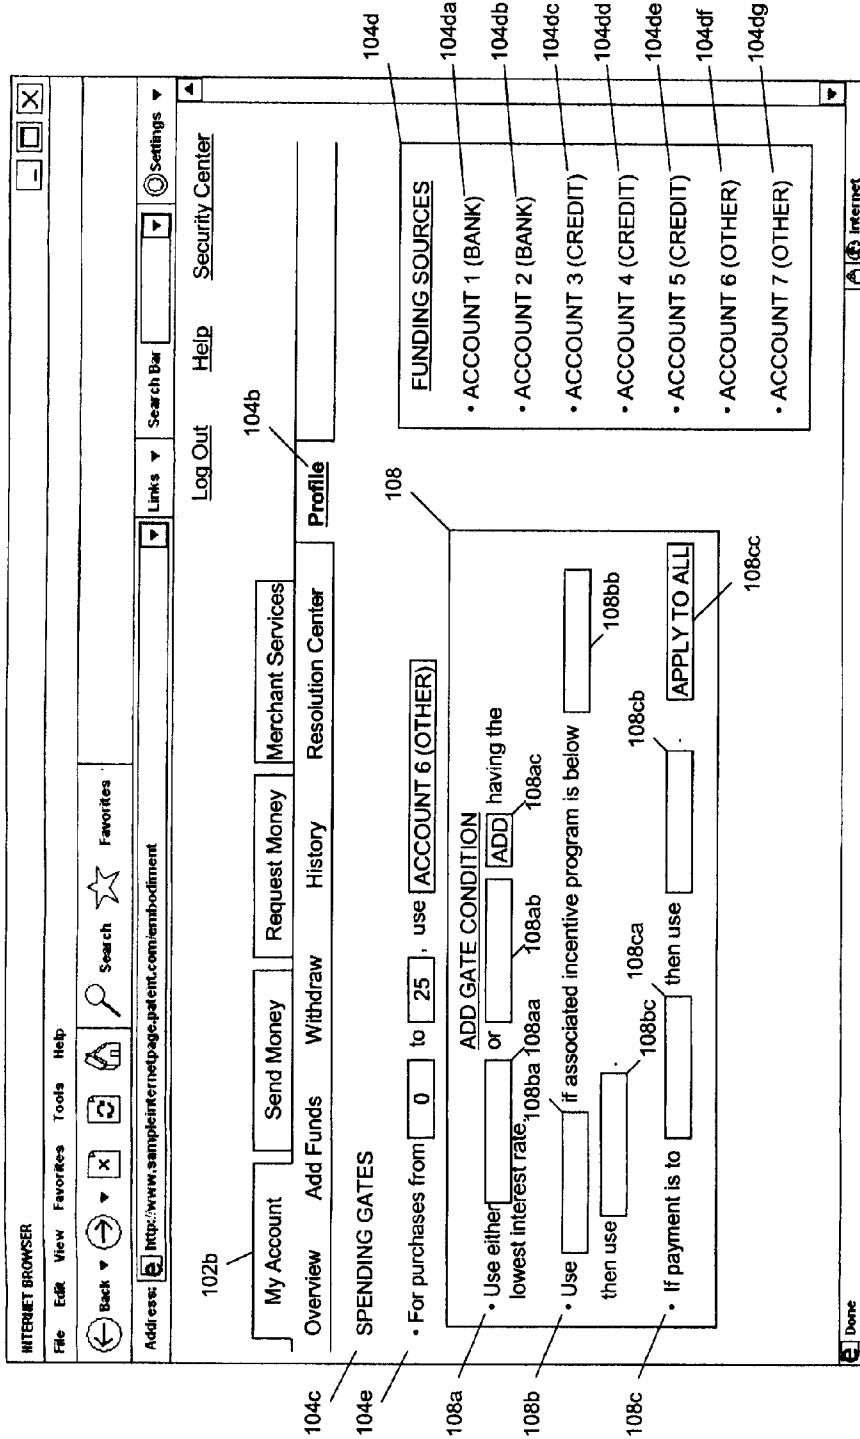 INTERNET BROWSER
File Edit View Favorites Tools Help
Back Search Favorites
Address: http://www.sampleinternetpage.patent.com/embodiment Links Search Bar Settings
Log Out Help Security Center
102b
My Account Send Money Request Money Merchant Services
104b
Overview Add Funds Withdraw History Resolution Center Profile
104c
SPENDING GATES
104e
• For purchases from 0 to 25 , use ACCOUNT 6 (OTHER)
108
ADD GATE CONDITION
108a
• Use either or ADD having the
lowest interest rate.
108aa
108ab
108ac
108b
• Use if associated incentive program is below
then use .
108ba
108bb
108bc
108c
• If payment is to then use .
108ca
108cb
APPLY TO ALL
108cc
104d
FUNDING SOURCES
• ACCOUNT 1 (BANK) 104da
• ACCOUNT 2 (BANK) 104db
• ACCOUNT 3 (CREDIT) 104dc
• ACCOUNT 4 (CREDIT) 104dd
• ACCOUNT 5 (CREDIT) 104de
• ACCOUNT 6 (OTHER) 104df
• ACCOUNT 7 (OTHER) 104dg
Done Internet